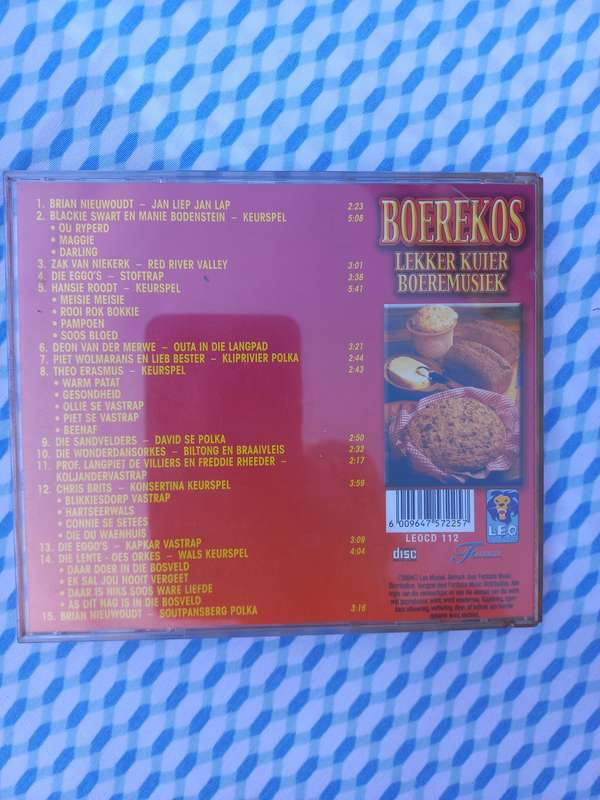 1. BRIAN NIEUWOUDT – JAN LIEP JAN LAP 2:23
2. BLACKIE SWART EN MANIE BODENSTEIN – KEURSPEL 5:08
• OU RYPERD
• MAGGIE
• DARLING
3. ZAK VAN NIEKERK – RED RIVER VALLEY 3:01
4. DIE EGGO'S – STOFTRAP 3:36
5. HANSIE ROODT – KEURSPEL 5:41
• MEISIE MEISIE
• ROOI ROK BOKKIE
• PAMPOEN
• SOOS BLOED
6. DEON VAN DER MERWE – OUTA IN DIE LANGPAD 3:21
7. PIET WOLMARANS EN LIEB BESTER – KLIPRIVIER POLKA 2:44
8. THEO ERASMUS – KEURSPEL 2:43
• WARM PATAT
• GESONDHEID
• OLLIE SE VASTRAP
• PIET SE VASTRAP
• BEENAF
9. DIE SANDVELDERS – DAVID SE POLKA 2:50
10. DIE WONDERDANSORKES – BILTONG EN BRAAIVLEIS 2:32
11. PROF. LANGPIET DE VILLIERS EN FREDDIE RHEEDER – 2:17
KOLJANDERVASTRAP
12. CHRIS BRITS – KONSERTINA KEURSPEL 3:59
• BLIKKIESDORP VASTRAP
• HARTSEERWALS
• CONNIE SE SETEES
• DIE OU WAENHUIS
13. DIE EGGO'S – KAPKAR VASTRAP 3:09
14. DIE LENTE - OES ORKES – WALS KEURSPEL 4:04
• DAAR DOER IN DIE BOSVELD
• EK SAL JOU NOOIT VERGEET
• DAAR IS NIKS SOOS WARE LIEFDE
• AS DIT NAG IS IN DIE BOSVELD
15. BRIAN NIEUWOUDT – SOUTPANSBERG POLKA 3:16
BOEREKOS
LEKKER KUIER
BOEREMUSIEK
6 009647 572257
LEOCD 112
LEO
disc